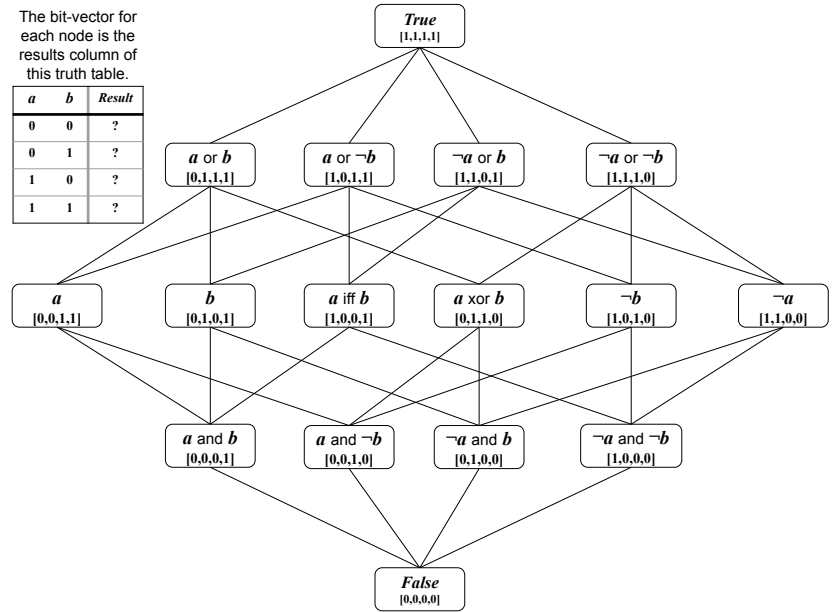 The bit-vector for
each node is the
results column of
this truth table.
a b Result
0 0 ?
0 1 ?
1 0 ?
1 1 ?
True
[1,1,1,1]
a or b
[0,1,1,1]
a or ¬b
[1,0,1,1]
¬a or b
[1,1,0,1]
¬a or ¬b
[1,1,1,0]
a
[0,0,1,1]
b
[0,1,0,1]
a iff b
[1,0,0,1]
a xor b
[0,1,1,0]
¬b
[1,0,1,0]
¬a
[1,1,0,0]
a and b
[0,0,0,1]
a and ¬b
[0,0,1,0]
¬a and b
[0,1,0,0]
¬a and ¬b
[1,0,0,0]
False
[0,0,0,0]